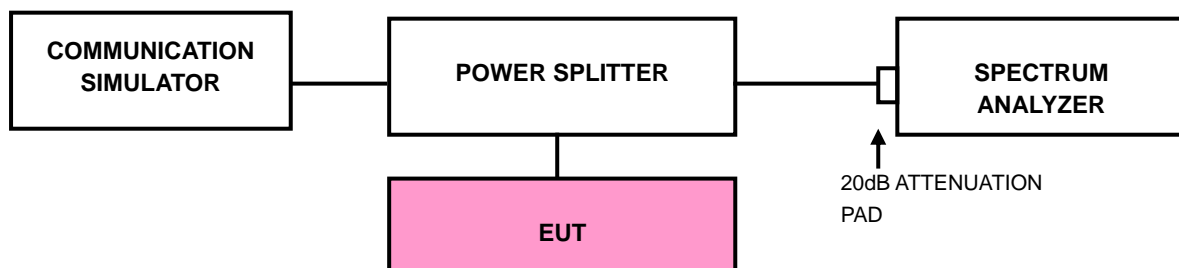 COMMUNICATION
SIMULATOR
POWER SPLITTER
SPECTRUM
ANALYZER
20dB ATTENUATION
PAD
EUT